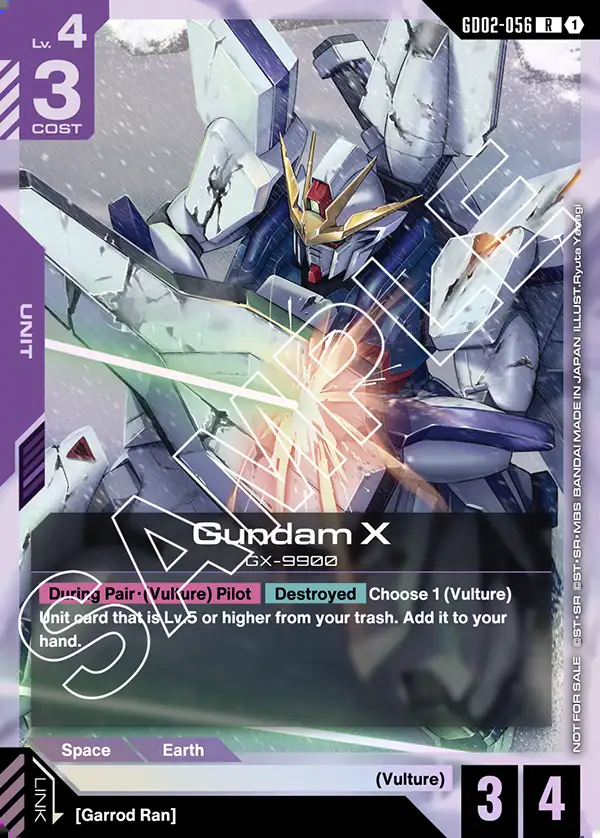 GD02-056 R 1
Lv. 4
3
COST
UNIT
SAMPLE
Gundam X
GX-9900
During Pair･(Vulture) Pilot Destroyed Choose 1 (Vulture)
Unit card that is Lv.5 or higher from your trash. Add it to your
hand.
Space Earth
(Vulture)
LINK
[Garrod Ran]
3 4
NOT FOR SALE ©ST･SR ©ST･SR･MBS BANDAI MADE IN JAPAN ILLUST.Ryuta Yanagi